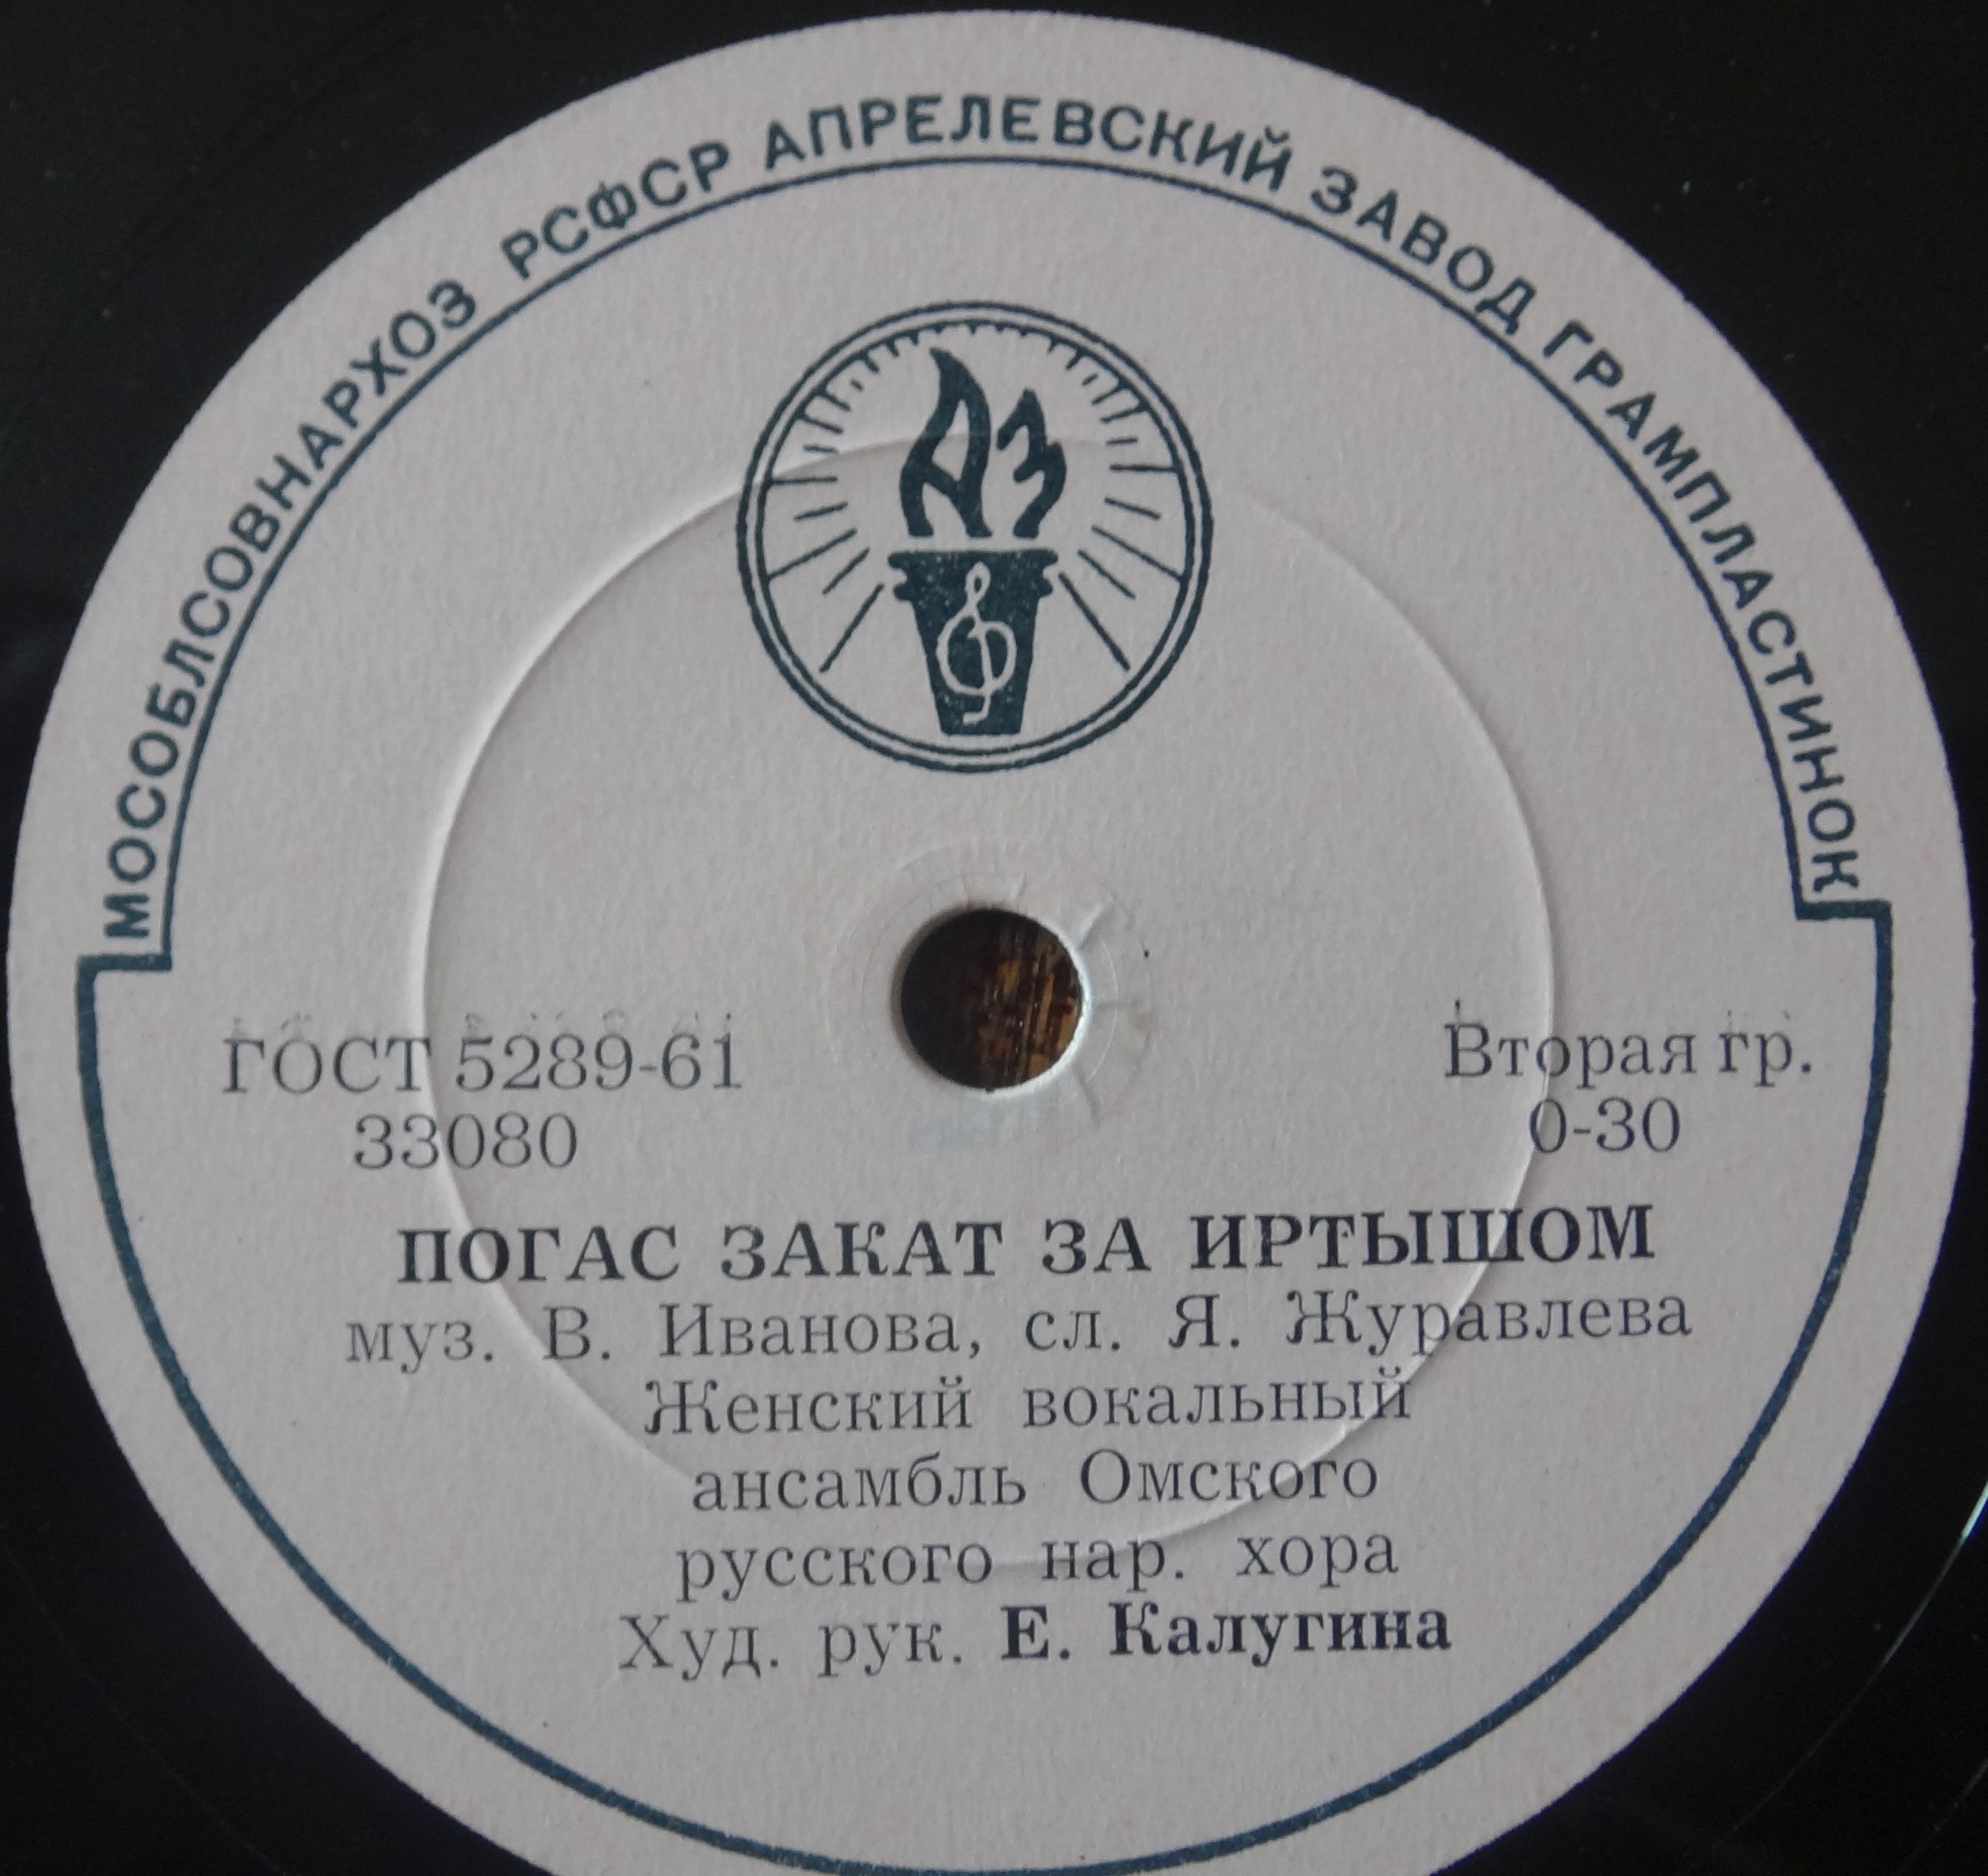 МОСОБЛСОВНАРХОЗ РСФСР АПРЕЛЕВСКИЙ ЗАВОД ГРАМПЛАСТИНОК
АЗ
ГОСТ 5289-61
33080
Вторая гр.
0-30
ПОГАС ЗАКАТ ЗА ИРТЫШОМ
муз. В. Иванова, сл. Я. Журавлева
Женский вокальный
ансамбль Омского
русского нар. хора
Худ. рук. Е. Калугина